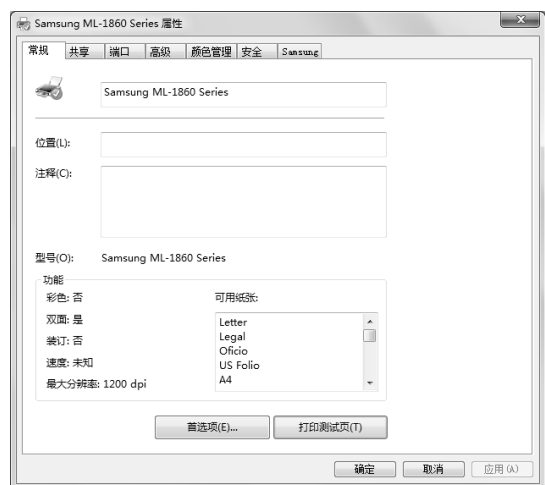 Samsung ML-1860 Series 属性
常规 共享 端口 高级 颜色管理 安全 Samsung
Samsung ML-1860 Series
位置(L):
注释(C):
型号(O): Samsung ML-1860 Series
功能
彩色: 否 可用纸张:
双面: 是
装订: 否
速度: 未知
最大分辨率: 1200 dpi
Letter
Legal
Oficio
US Folio
A4
首选项(E)... 打印测试页(T)
确定 取消 应用(A)